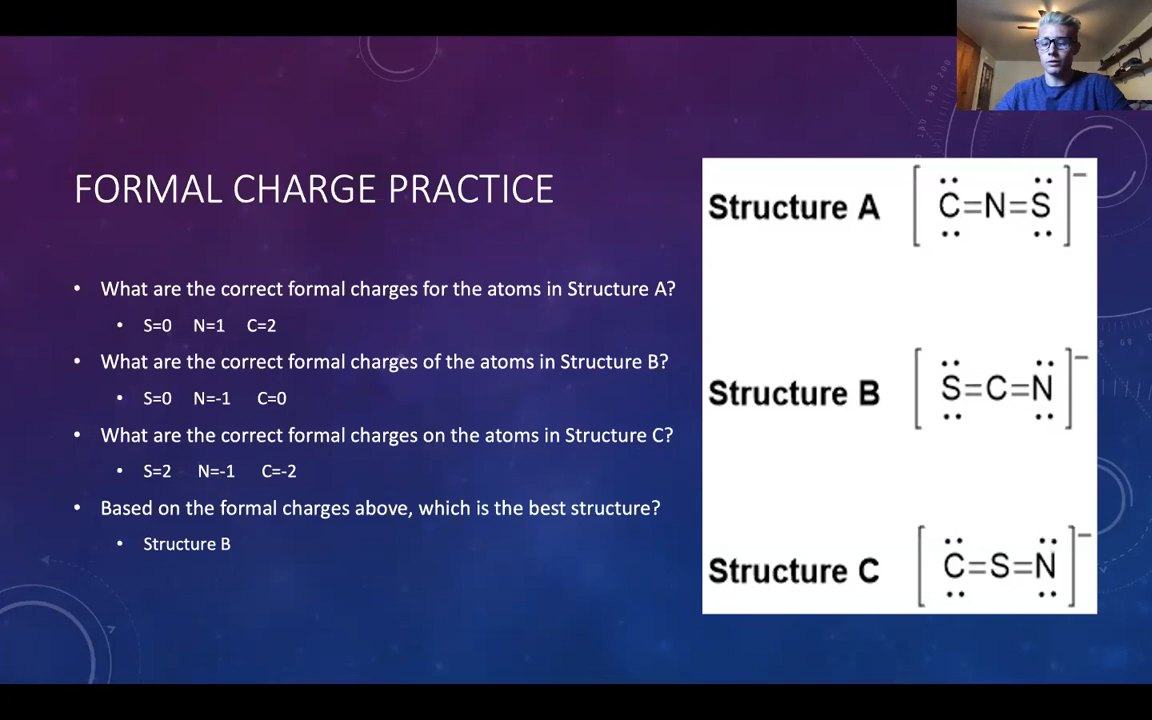 FORMAL CHARGE PRACTICE
• What are the correct formal charges for the atoms in Structure A?
• S=0 N=1 C=2
• What are the correct formal charges of the atoms in Structure B?
• S=0 N=-1 C=0
• What are the correct formal charges on the atoms in Structure C?
• S=2 N=-1 C=-2
• Based on the formal charges above, which is the best structure?
• Structure B
Structure A [C=N=S]−
Structure B [S=C=N]−
Structure C [C=S=N]−
190 200